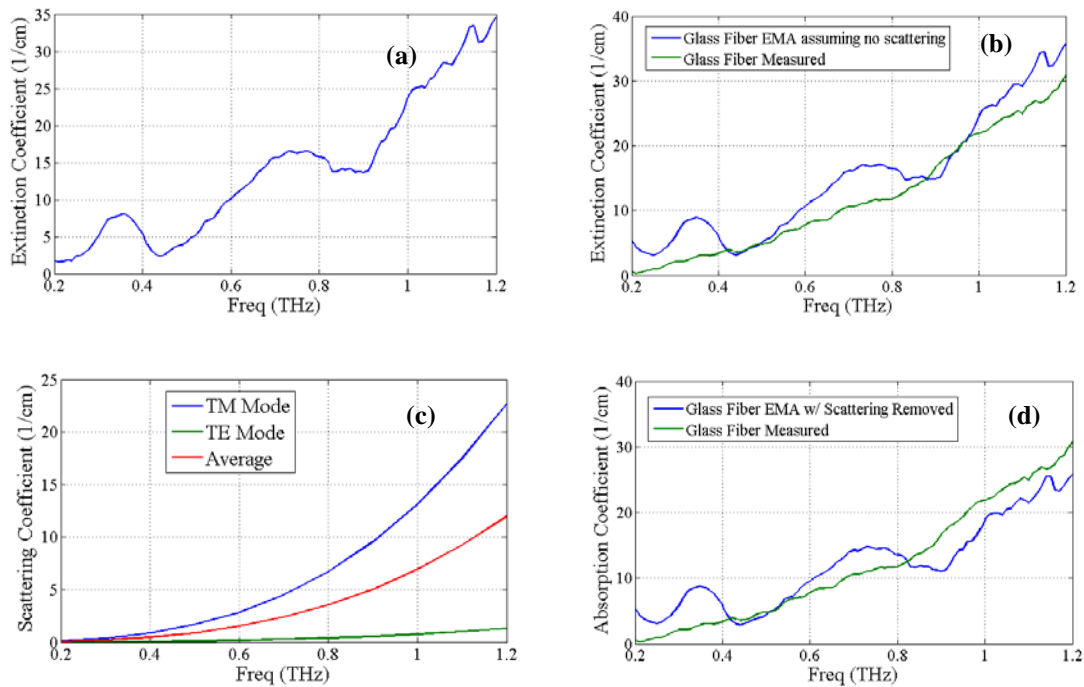 35
30
25
20
15
10
5
0
Extinction Coefficient (1/cm)
(a)
0.2 0.4 0.6 0.8 1 1.2
Freq (THz)
40
30
20
10
0
Extinction Coefficient (1/cm)
Glass Fiber EMA assuming no scattering
Glass Fiber Measured
(b)
0.2 0.4 0.6 0.8 1 1.2
Freq (THz)
25
20
15
10
5
0
Scattering Coefficient (1/cm)
TM Mode
TE Mode
Average
(c)
0.2 0.4 0.6 0.8 1 1.2
Freq (THz)
40
30
20
10
0
Absorption Coefficient (1/cm)
Glass Fiber EMA w/ Scattering Removed
Glass Fiber Measured
(d)
0.2 0.4 0.6 0.8 1 1.2
Freq (THz)